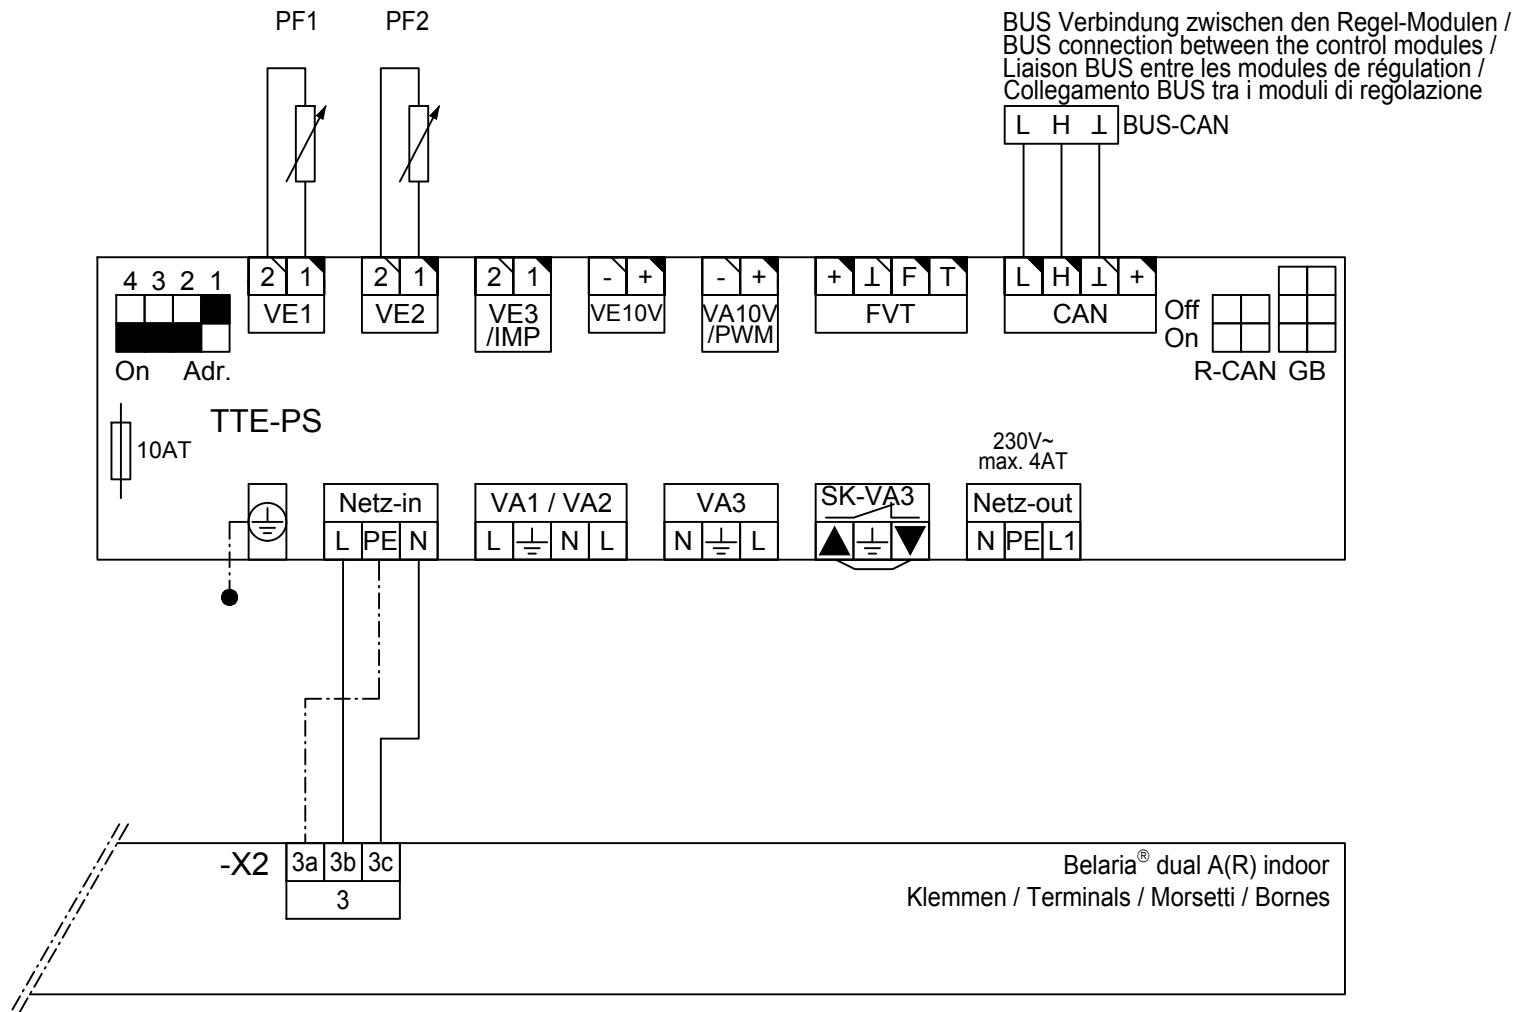 PF1 PF2
BUS Verbindung zwischen den Regel-Modulen /
BUS connection between the control modules /
Liaison BUS entre les modules de régulation /
Collegamento BUS tra i moduli di regolazione
L H ⊥ BUS-CAN
4 3 2 1
On Adr.
2 1
VE1
2 1
VE2
2 1
VE3
/IMP
- +
VE10V
- +
VA10V
/PWM
+ ⊥ F T
FVT
L H ⊥ +
CAN
Off
On
R-CAN GB
TTE-PS
10AT
230V~
max. 4AT
Netz-in
L PE N
VA1 / VA2
L ⏚ N L
VA3
N ⏚ L
SK-VA3
Netz-out
N PE L1
-X2 3a 3b 3c
3
Belaria® dual A(R) indoor
Klemmen / Terminals / Morsetti / Bornes